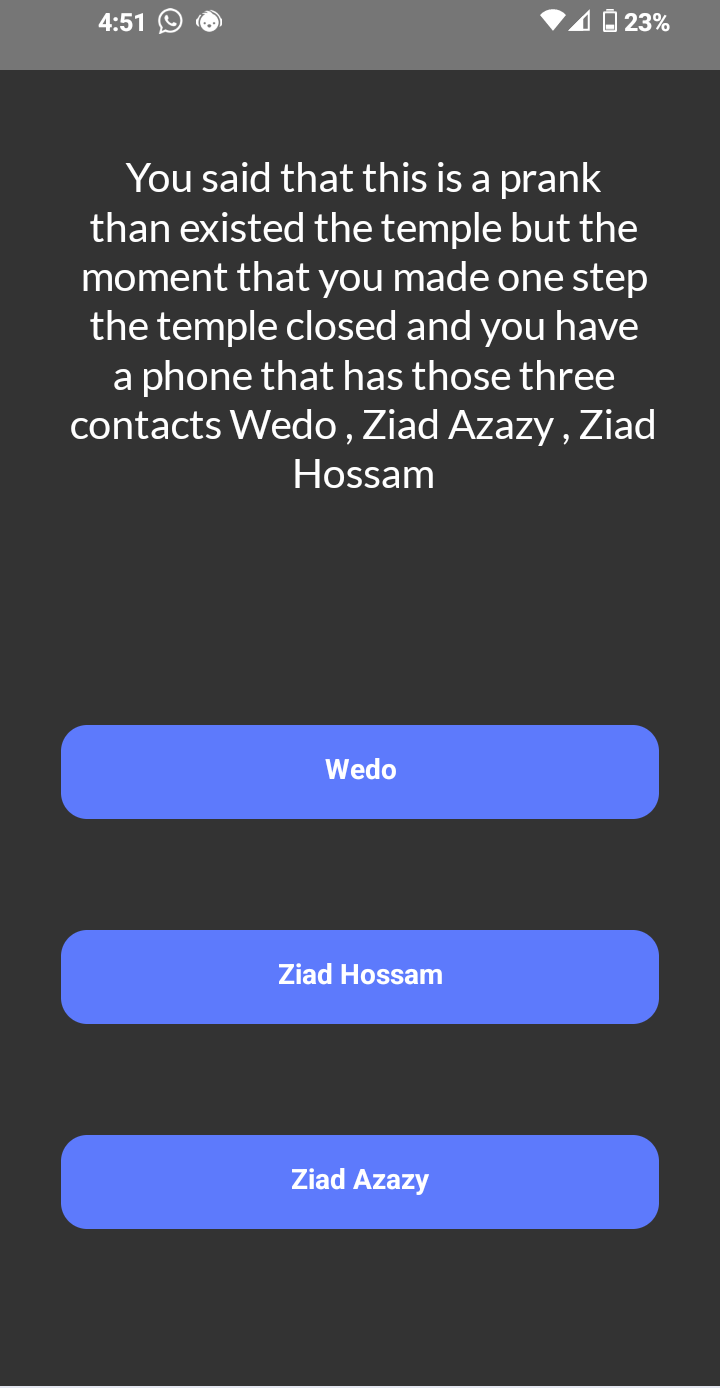 4:51 23%
You said that this is a prank
than existed the temple but the
moment that you made one step
the temple closed and you have
a phone that has those three
contacts Wedo , Ziad Azazy , Ziad
Hossam
Wedo
Ziad Hossam
Ziad Azazy